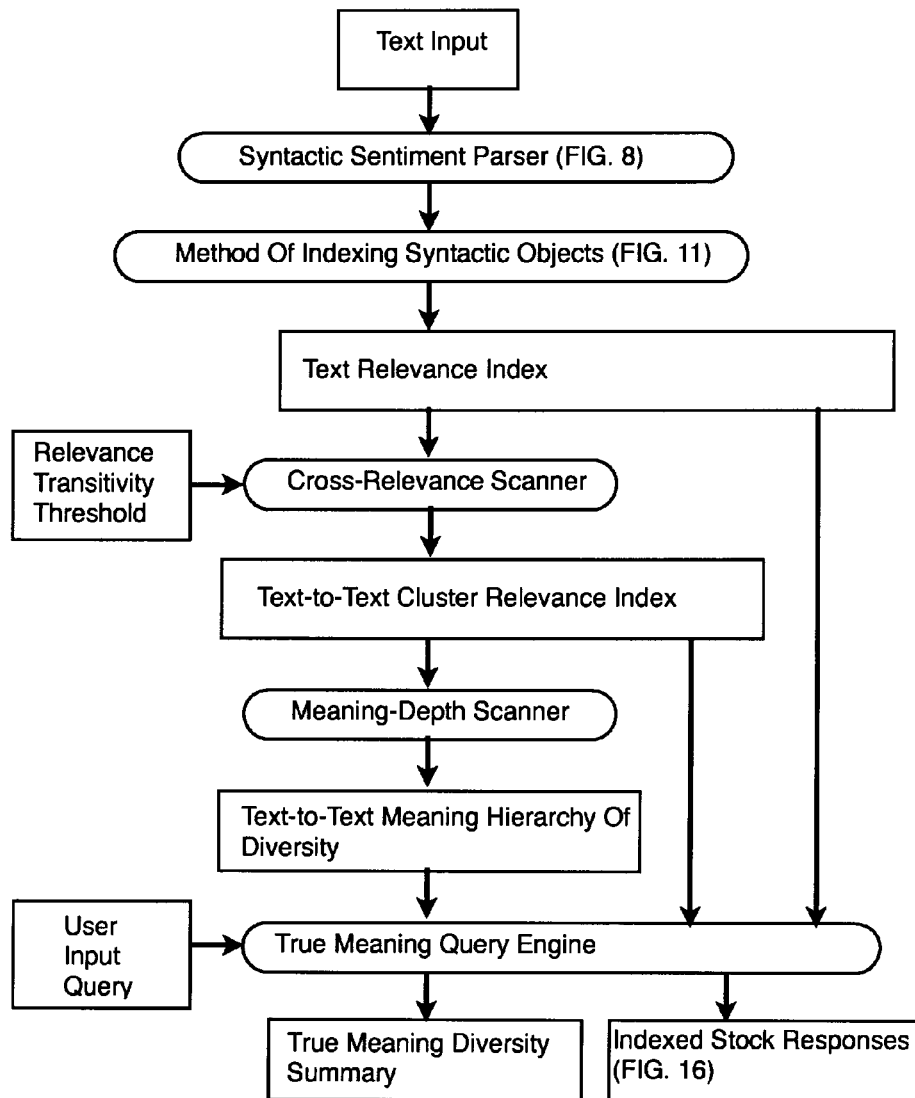 Text Input
Syntactic Sentiment Parser (FIG. 8)
Method Of Indexing Syntactic Objects (FIG. 11)
Text Relevance Index
Relevance
Transitivity
Threshold
Cross-Relevance Scanner
Text-to-Text Cluster Relevance Index
Meaning-Depth Scanner
Text-to-Text Meaning Hierarchy Of
Diversity
User
Input
Query
True Meaning Query Engine
True Meaning Diversity
Summary
Indexed Stock Responses
(FIG. 16)